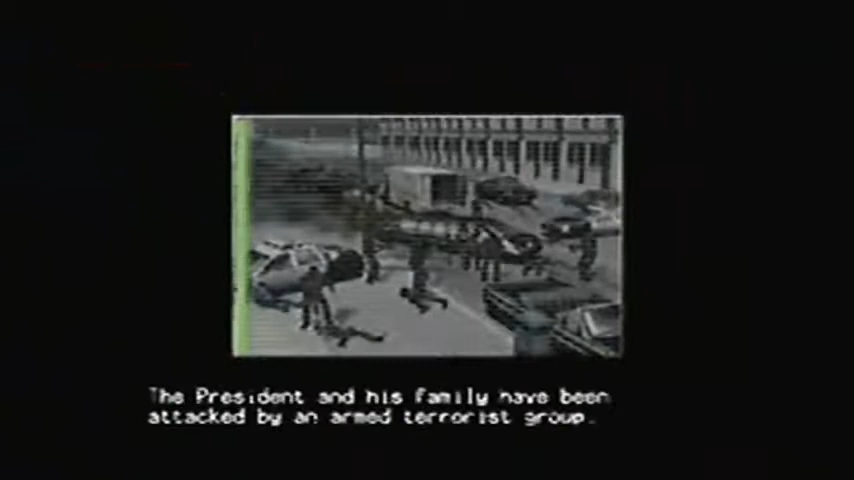 The President and his family have been
attacked by an armed terrorist group.